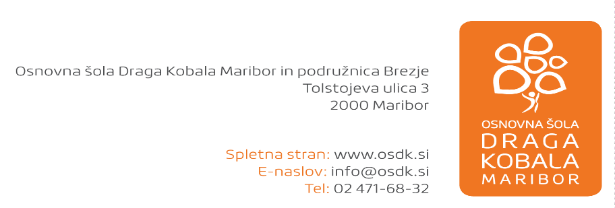 Osnovna šola Draga Kobala Maribor in podružnica Brezje
Tolstojeva ulica 3
2000 Maribor
Spletna stran: www.osdk.si
E-naslov: info@osdk.si
Tel: 02 471-68-32
OSNOVNA ŠOLA
DRAGA
KOBALA
MARIBOR